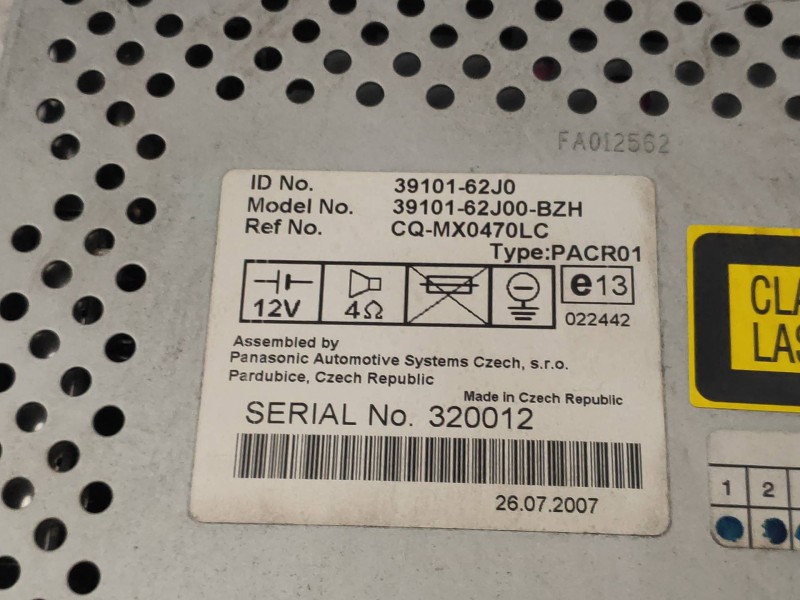 FA012562
ID No. 39101-62J0
Model No. 39101-62J00-BZH
Ref No. CQ-MX0470LC
Type:PACR01
12V 4Ω e13
022442
Assembled by
Panasonic Automotive Systems Czech, s.r.o.
Pardubice, Czech Republic
Made in Czech Republic
SERIAL No. 320012
26.07.2007
CLA
LAS
1 2